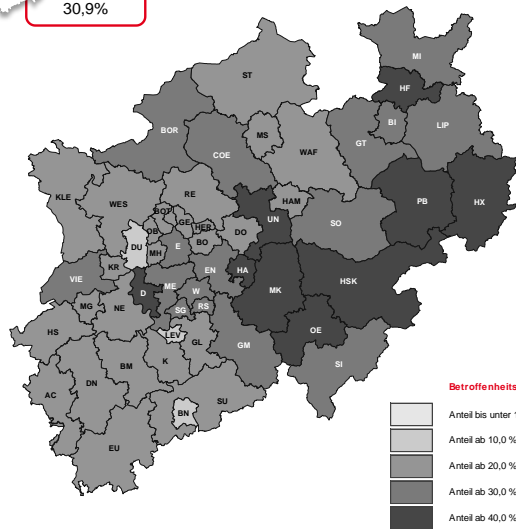 30,9%
ST
MI
HF
BOR
MS
BI
LIP
GT
COE
WAF
KLE
WES
RE
PB
HX
HAM
UN
SO
BOT
GE
HER
OB
DO
DU
MH
E
BO
KR
EN
HA
HSK
VIE
D
ME
W
MK
MG
NE
SG
RS
HS
LEV
OE
K
GL
GM
BM
SI
AC
DN
SU
BN
EU
Betroffenheits
Anteil bis unter
Anteil ab 10,0 %
Anteil ab 20,0 %
Anteil ab 30,0 %
Anteil ab 40,0 %